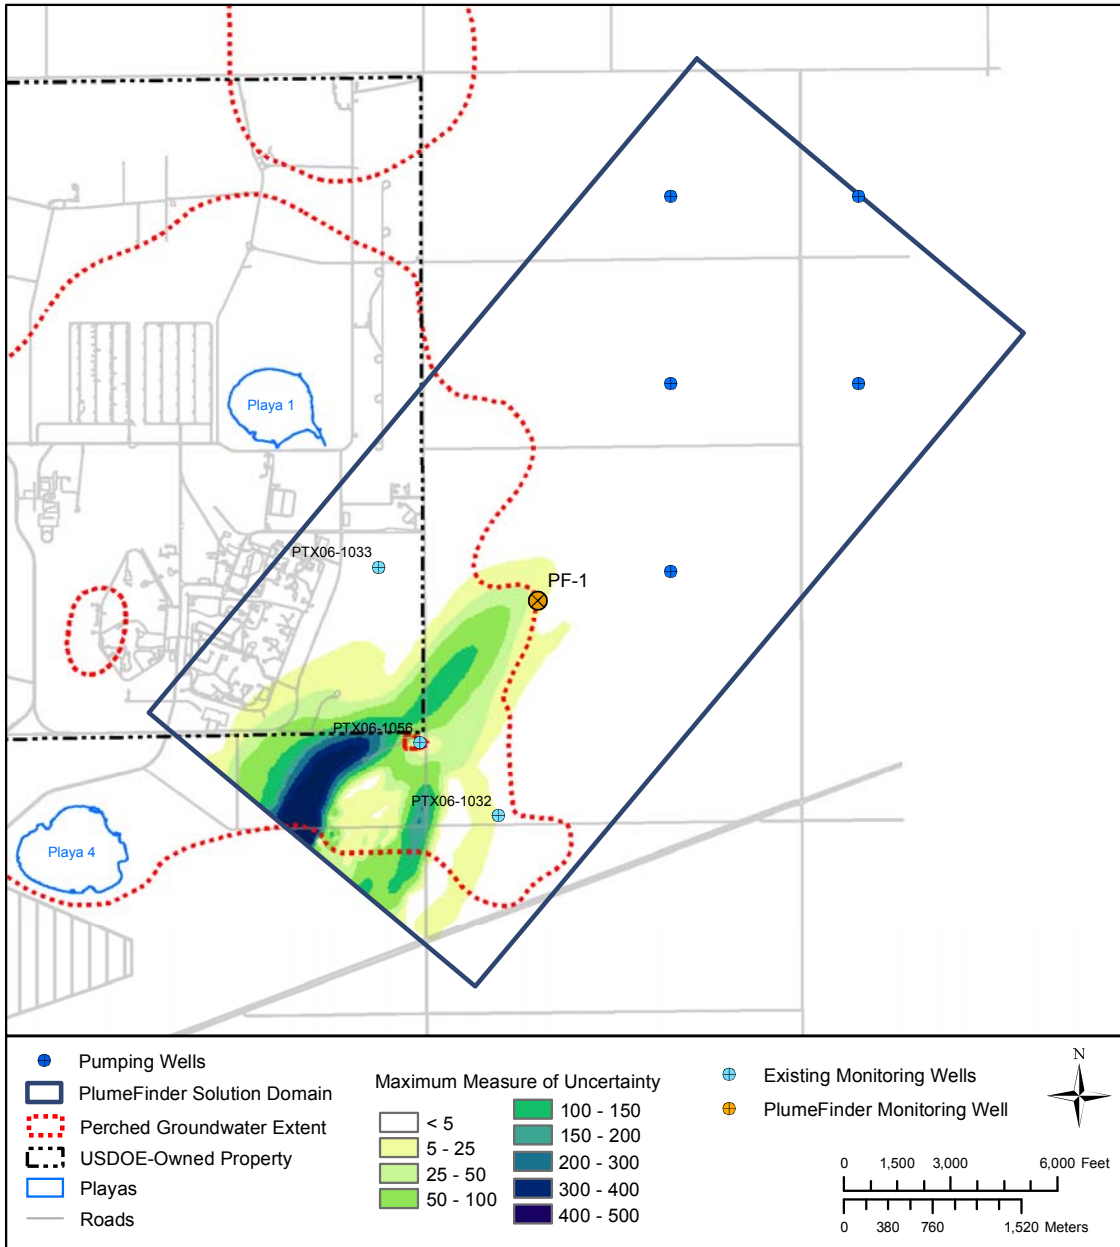 Playa 1
PTX06-1033
PF-1
PTX06-1056
PTX06-1032
Playa 4
Pumping Wells
PlumeFinder Solution Domain
Perched Groundwater Extent
USDOE-Owned Property
Playas
Roads
Maximum Measure of Uncertainty
< 5
5 - 25
25 - 50
50 - 100
100 - 150
150 - 200
200 - 300
300 - 400
400 - 500
Existing Monitoring Wells
PlumeFinder Monitoring Well
N
0 1,500 3,000 6,000 Feet
0 380 760 1,520 Meters